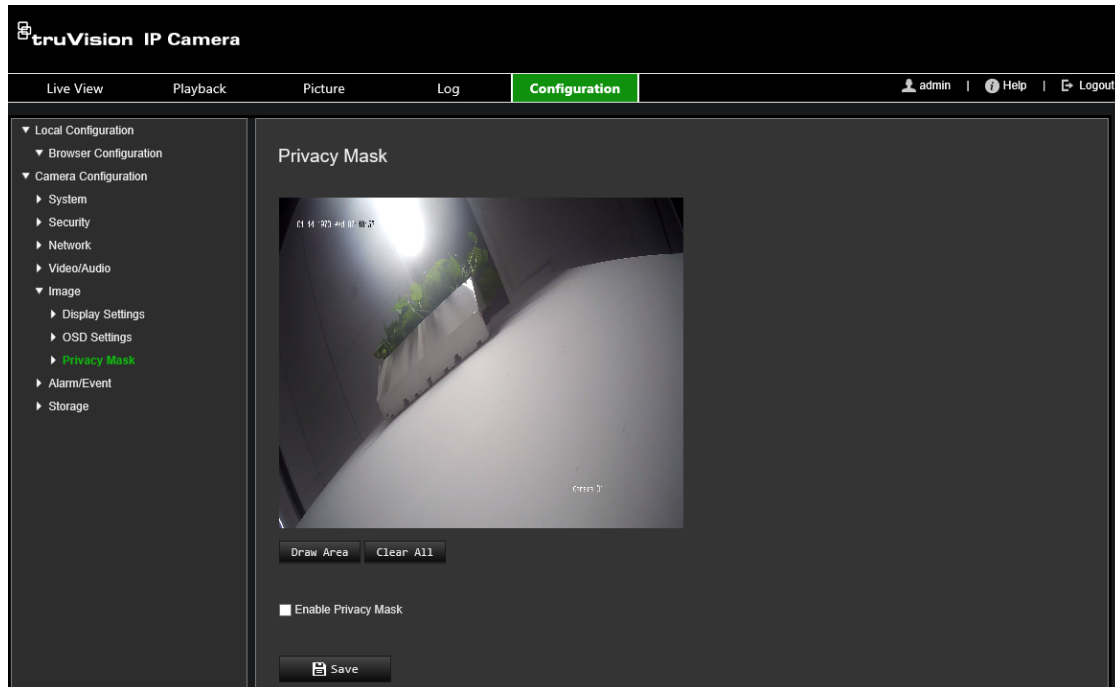 truVision IP Camera
Live View Playback Picture Log Configuration admin | Help | Logout
Local Configuration
Browser Configuration
Camera Configuration
System
Security
Network
Video/Audio
Image
Display Settings
OSD Settings
Privacy Mask
Alarm/Event
Storage
Privacy Mask
Camera 01
Draw Area Clear All
Enable Privacy Mask
Save